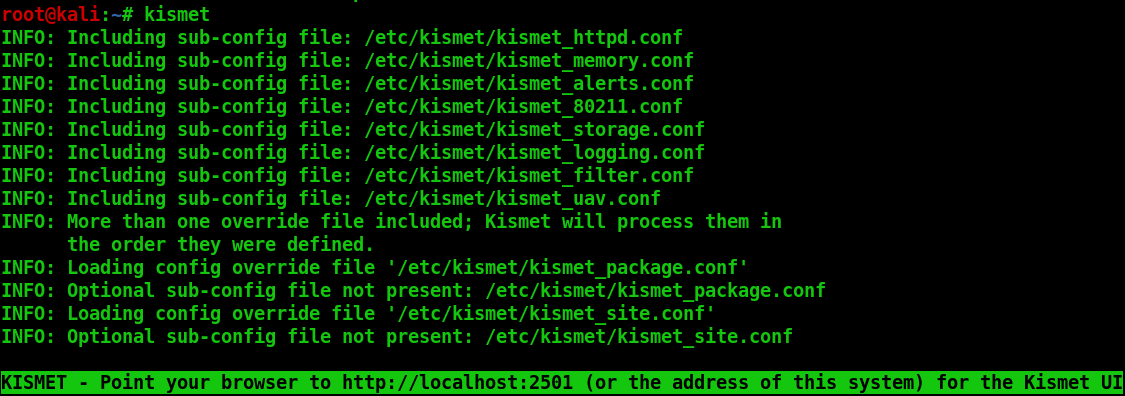 root@kali:~# kismet
INFO: Including sub-config file: /etc/kismet/kismet_httpd.conf
INFO: Including sub-config file: /etc/kismet/kismet_memory.conf
INFO: Including sub-config file: /etc/kismet/kismet_alerts.conf
INFO: Including sub-config file: /etc/kismet/kismet_80211.conf
INFO: Including sub-config file: /etc/kismet/kismet_storage.conf
INFO: Including sub-config file: /etc/kismet/kismet_logging.conf
INFO: Including sub-config file: /etc/kismet/kismet_filter.conf
INFO: Including sub-config file: /etc/kismet/kismet_uav.conf
INFO: More than one override file included; Kismet will process them in
      the order they were defined.
INFO: Loading config override file '/etc/kismet/kismet_package.conf'
INFO: Optional sub-config file not present: /etc/kismet/kismet_package.conf
INFO: Loading config override file '/etc/kismet/kismet_site.conf'
INFO: Optional sub-config file not present: /etc/kismet/kismet_site.conf
KISMET - Point your browser to http://localhost:2501 (or the address of this system) for the Kismet UI